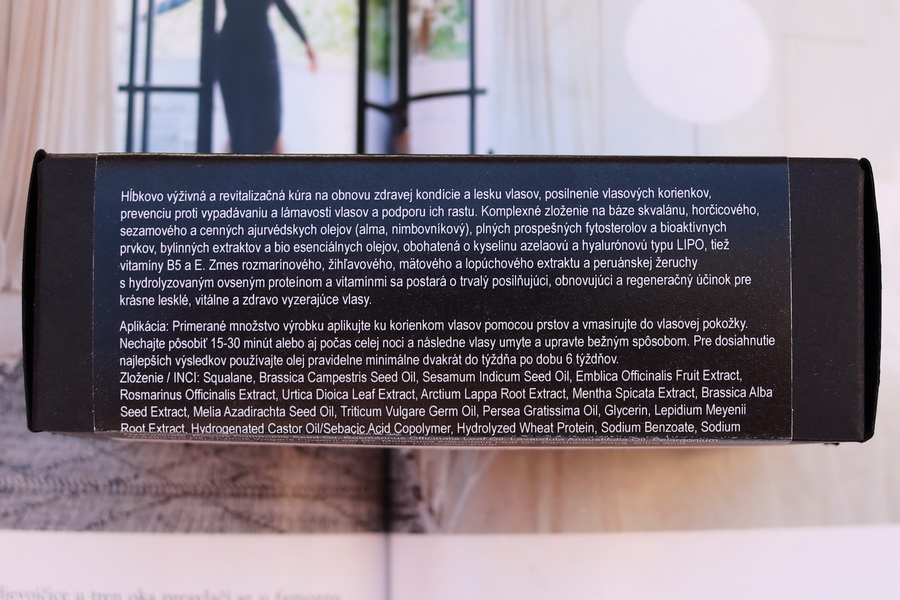 Hĺbkovo výživná a revitalizačná kúra na obnovu zdravej kondície a lesku vlasov, posilnenie vlasových korienkov,
prevenciu proti vypadávaniu a lámavosti vlasov a podporu ich rastu. Komplexné zloženie na báze skvalánu, horčicového,
sezamového a cenných ajurvédskych olejov (alma, nimbovníkový), plných prospešných fytosterolov a bioaktívnych
prvkov, bylinných extraktov a bio esenciálnych olejov, obohatená o kyselinu azelaovú a hyalurónovú typu LIPO, tiež
vitamíny B5 a E. Zmes rozmarínového, žihľavového, mätového a lopúchového extraktu a peruánskej žeruchy
s hydrolyzovaným ovseným proteínom a vitamínmi sa postará o trvalý posilňujúci, obnovujúci a regeneračný účinok pre
krásne lesklé, vitálne a zdravo vyzerajúce vlasy.
Aplikácia: Primerané množstvo výrobku aplikujte ku korienkom vlasov pomocou prstov a vmasírujte do vlasovej pokožky.
Nechajte pôsobiť 15-30 minút alebo aj počas celej noci a následne vlasy umyte a upravte bežným spôsobom. Pre dosiahnutie
najlepších výsledkov používajte olej pravidelne minimálne dvakrát do týždňa po dobu 6 týždňov.
Zloženie / INCI: Squalane, Brassica Campestris Seed Oil, Sesamum Indicum Seed Oil, Emblica Officinalis Fruit Extract,
Rosmarinus Officinalis Extract, Urtica Dioica Leaf Extract, Arctium Lappa Root Extract, Mentha Spicata Extract, Brassica Alba
Seed Extract, Melia Azadirachta Seed Oil, Triticum Vulgare Germ Oil, Persea Gratissima Oil, Glycerin, Lepidium Meyenii
Root Extract, Hydrogenated Castor Oil/Sebacic Acid Copolymer, Hydrolyzed Wheat Protein, Sodium Benzoate, Sodium